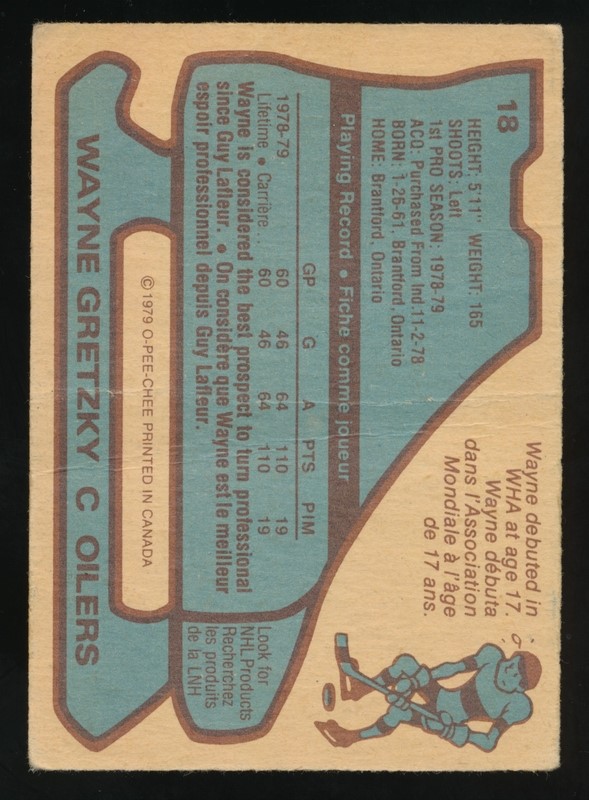 18
HEIGHT: 5'11" WEIGHT: 165
SHOOTS: Left
1st PRO SEASON: 1978-79
ACQ: Purchased From Ind. 11-2-78
BORN: 1-26-61, Brantford, Ontario
HOME: Brantford, Ontario
Wayne debuted in
WHA at age 17.
Wayne débuta
dans l'Association
Mondiale à l'âge
de 17 ans.
Playing Record • Fiche comme joueur
GP G A PTS PIM
1978-79 60 46 64 110 19
Lifetime • Carrière . . 60 46 64 110 19
Wayne is considered the best prospect to turn professional
since Guy Lafleur. • On considère que Wayne est le meilleur
espoir professionnel depuis Guy Lafleur.
Look for
NHL Products
Recherchez
les produits
de la LNH
© 1979 O-PEE-CHEE PRINTED IN CANADA
WAYNE GRETZKY C OILERS